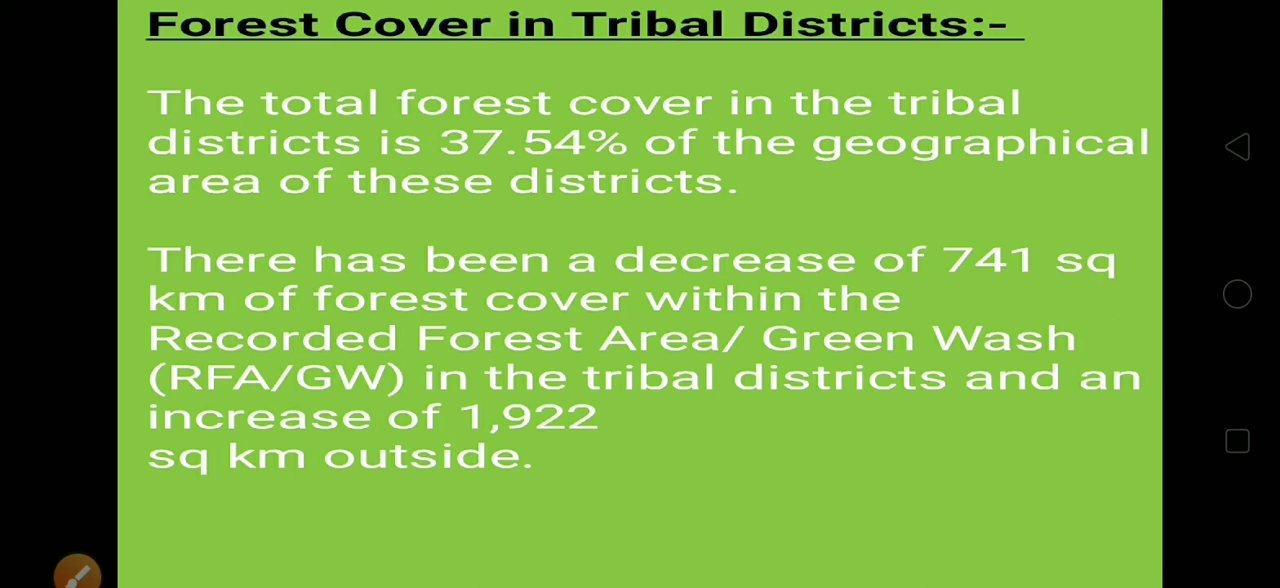 Forest Cover in Tribal Districts:-
The total forest cover in the tribal
districts is 37.54% of the geographical
area of these districts.
There has been a decrease of 741 sq
km of forest cover within the
Recorded Forest Area/ Green Wash
(RFA/GW) in the tribal districts and an
increase of 1,922
sq km outside.